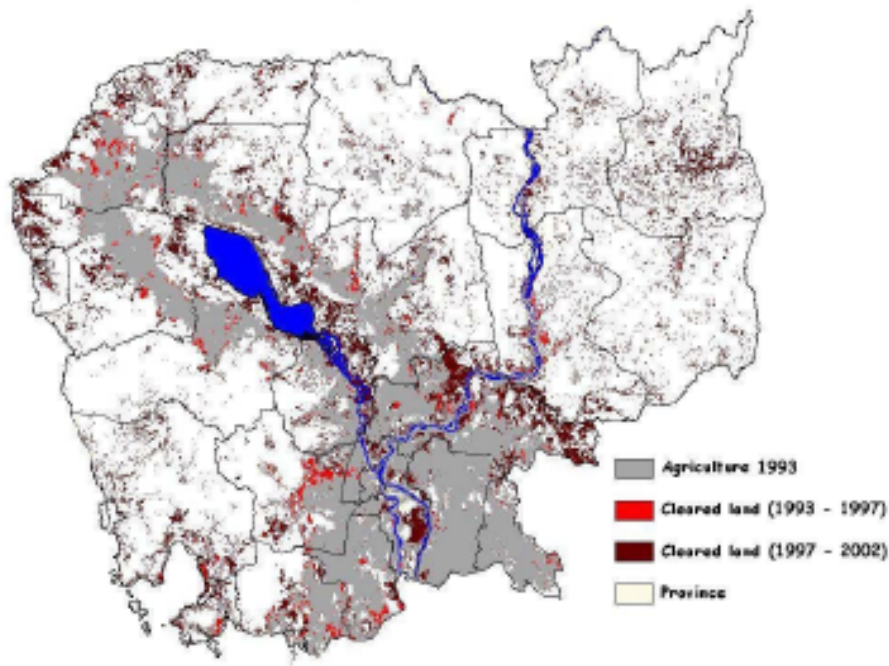 Agriculture 1993
Cleared land (1993 - 1997)
Cleared land (1997 - 2002)
Province